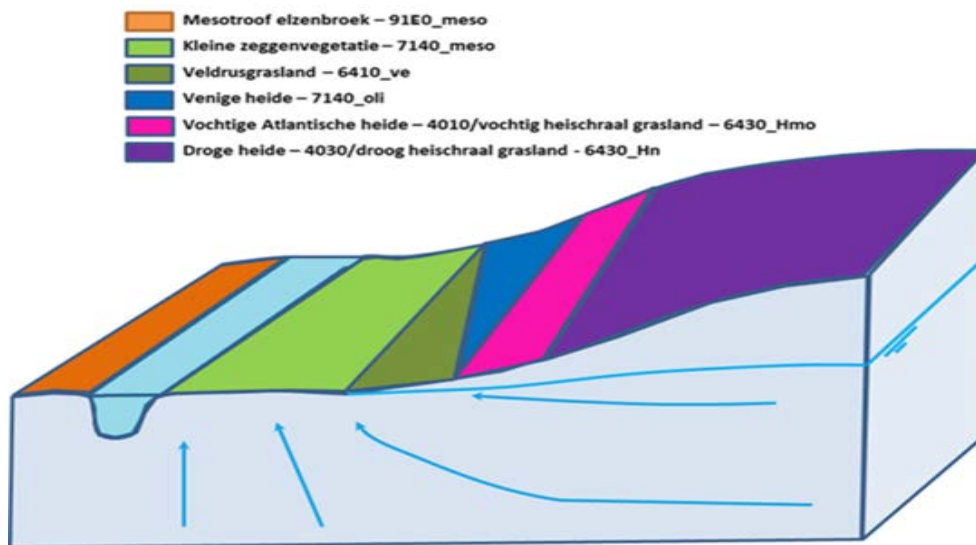 Mesotroof elzenbroek – 91E0_meso
Kleine zeggenvegetatie – 7140_meso
Veldrusgrasland – 6410_ve
Venige heide – 7140_oli
Vochtige Atlantische heide – 4010/vochtig heischraal grasland – 6430_Hmo
Droge heide – 4030/droog heischraal grasland - 6430_Hn